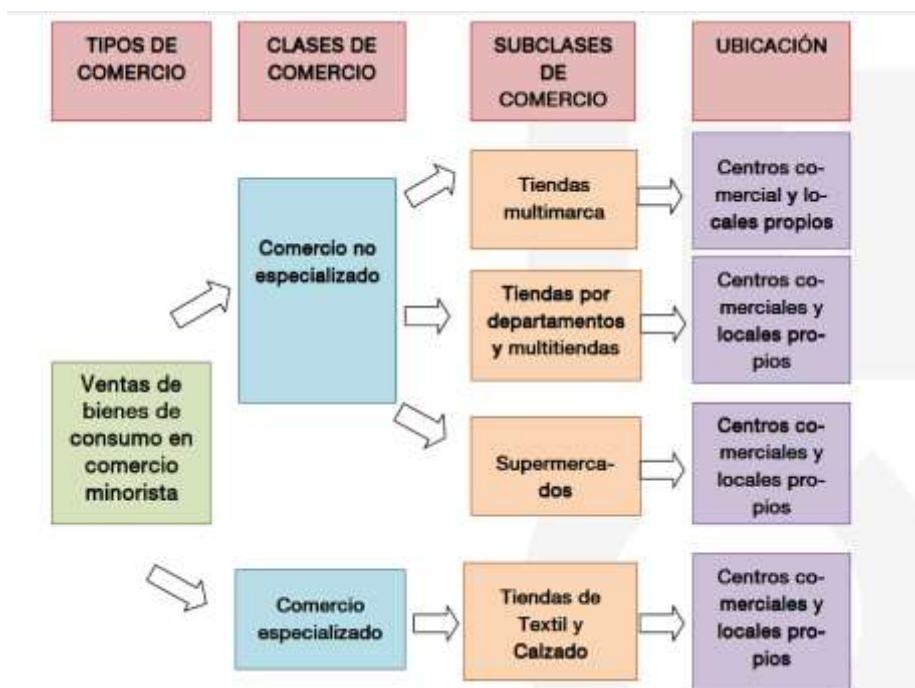 TIPOS DE
COMERCIO
CLASES DE
COMERCIO
SUBCLASES
DE
COMERCIO
UBICACIÓN
Ventas de
bienes de
consumo en
comercio
minorista
Comercio no
especializado
Tiendas
multimarca
Centros co-
mercial y lo-
cales propios
Tiendas por
departamentos
y multitiendas
Centros co-
merciales y
locales pro-
pios
Supermerca-
dos
Centros co-
merciales y
locales pro-
pios
Comercio
especializado
Tiendas de
Textil y
Calzado
Centros co-
merciales y
locales pro-
pios